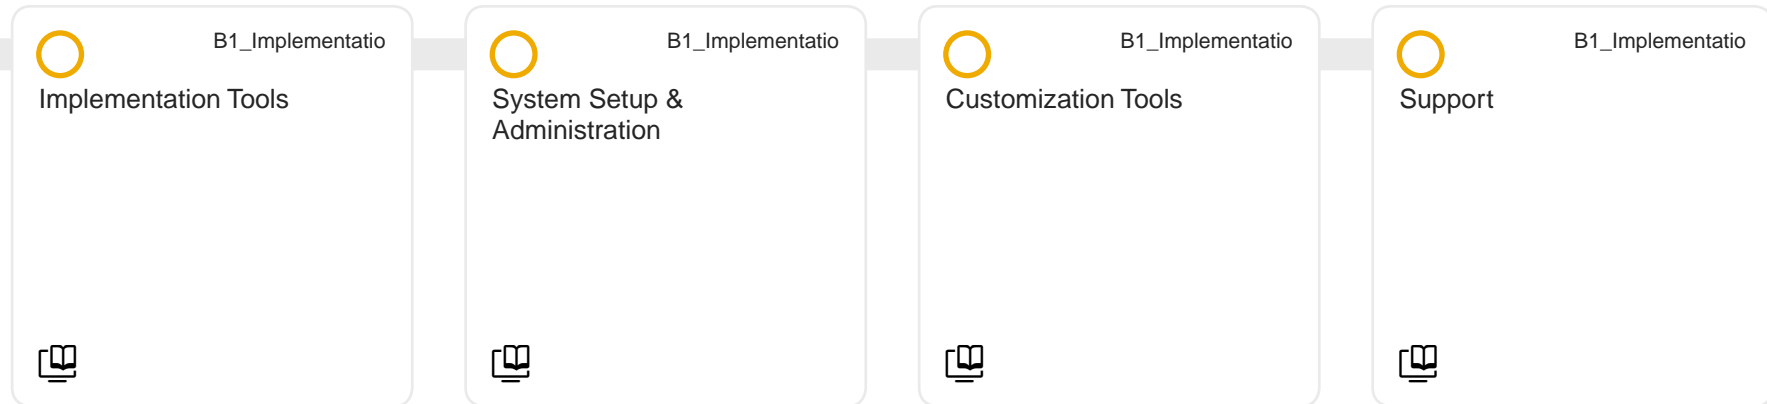 B1_Implementatio
Implementation Tools
B1_Implementatio
System Setup &
Administration
B1_Implementatio
Customization Tools
B1_Implementatio
Support